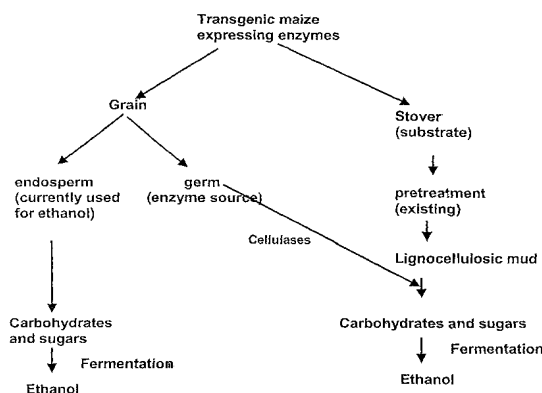 Transgenic maize
expressing enzymes
Grain
Stover
(substrate)
endosperm
(currently used
for ethanol)
germ
(enzyme source)
pretreatment
(existing)
Cellulases
Lignocellulosic mud
Carbohydrates
and sugars
Carbohydrates and sugars
Fermentation
Fermentation
Ethanol
Ethanol